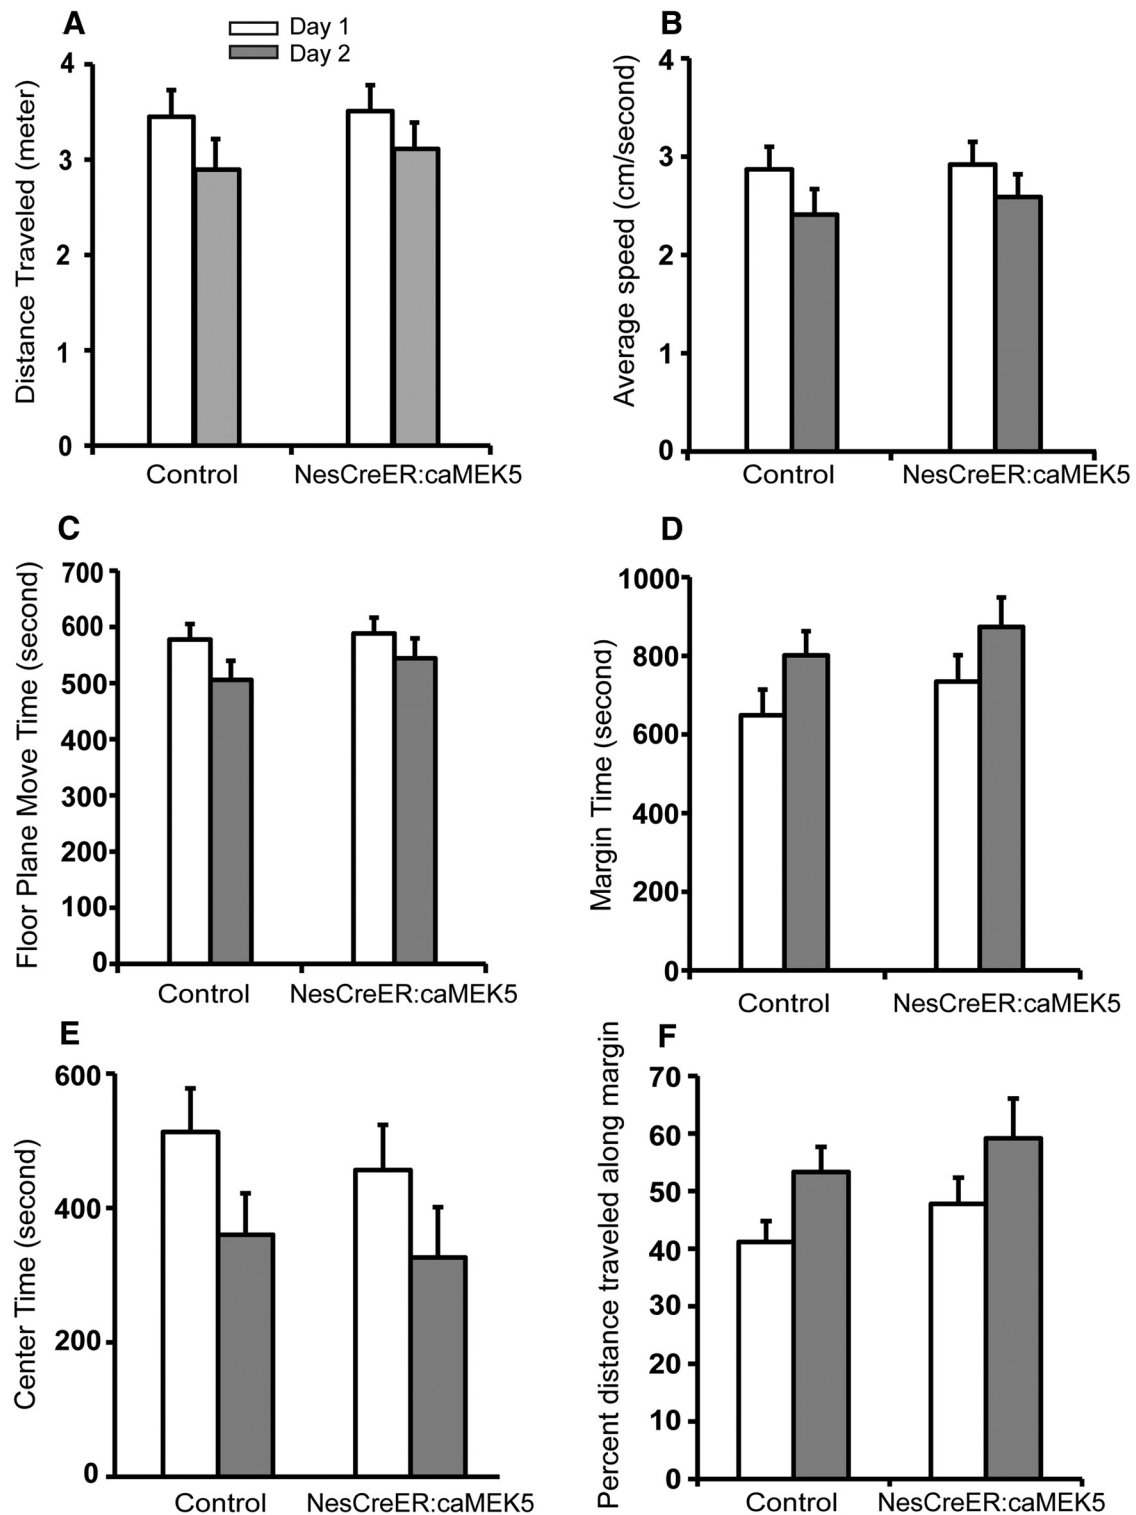 A
Day 1
Day 2
Distance Traveled (meter)
4
3
2
1
0
Control
NesCreER:caMEK5
B
Average speed (cm/second)
4
3
2
1
0
Control
NesCreER:caMEK5
C
Floor Plane Move Time (second)
700
600
500
400
300
200
100
0
Control
NesCreER:caMEK5
D
Margin Time (second)
1000
800
600
400
200
0
Control
NesCreER:caMEK5
E
Center Time (second)
600
400
200
0
Control
NesCreER:caMEK5
F
Percent distance traveled along margin
70
60
50
40
30
20
10
0
Control
NesCreER:caMEK5